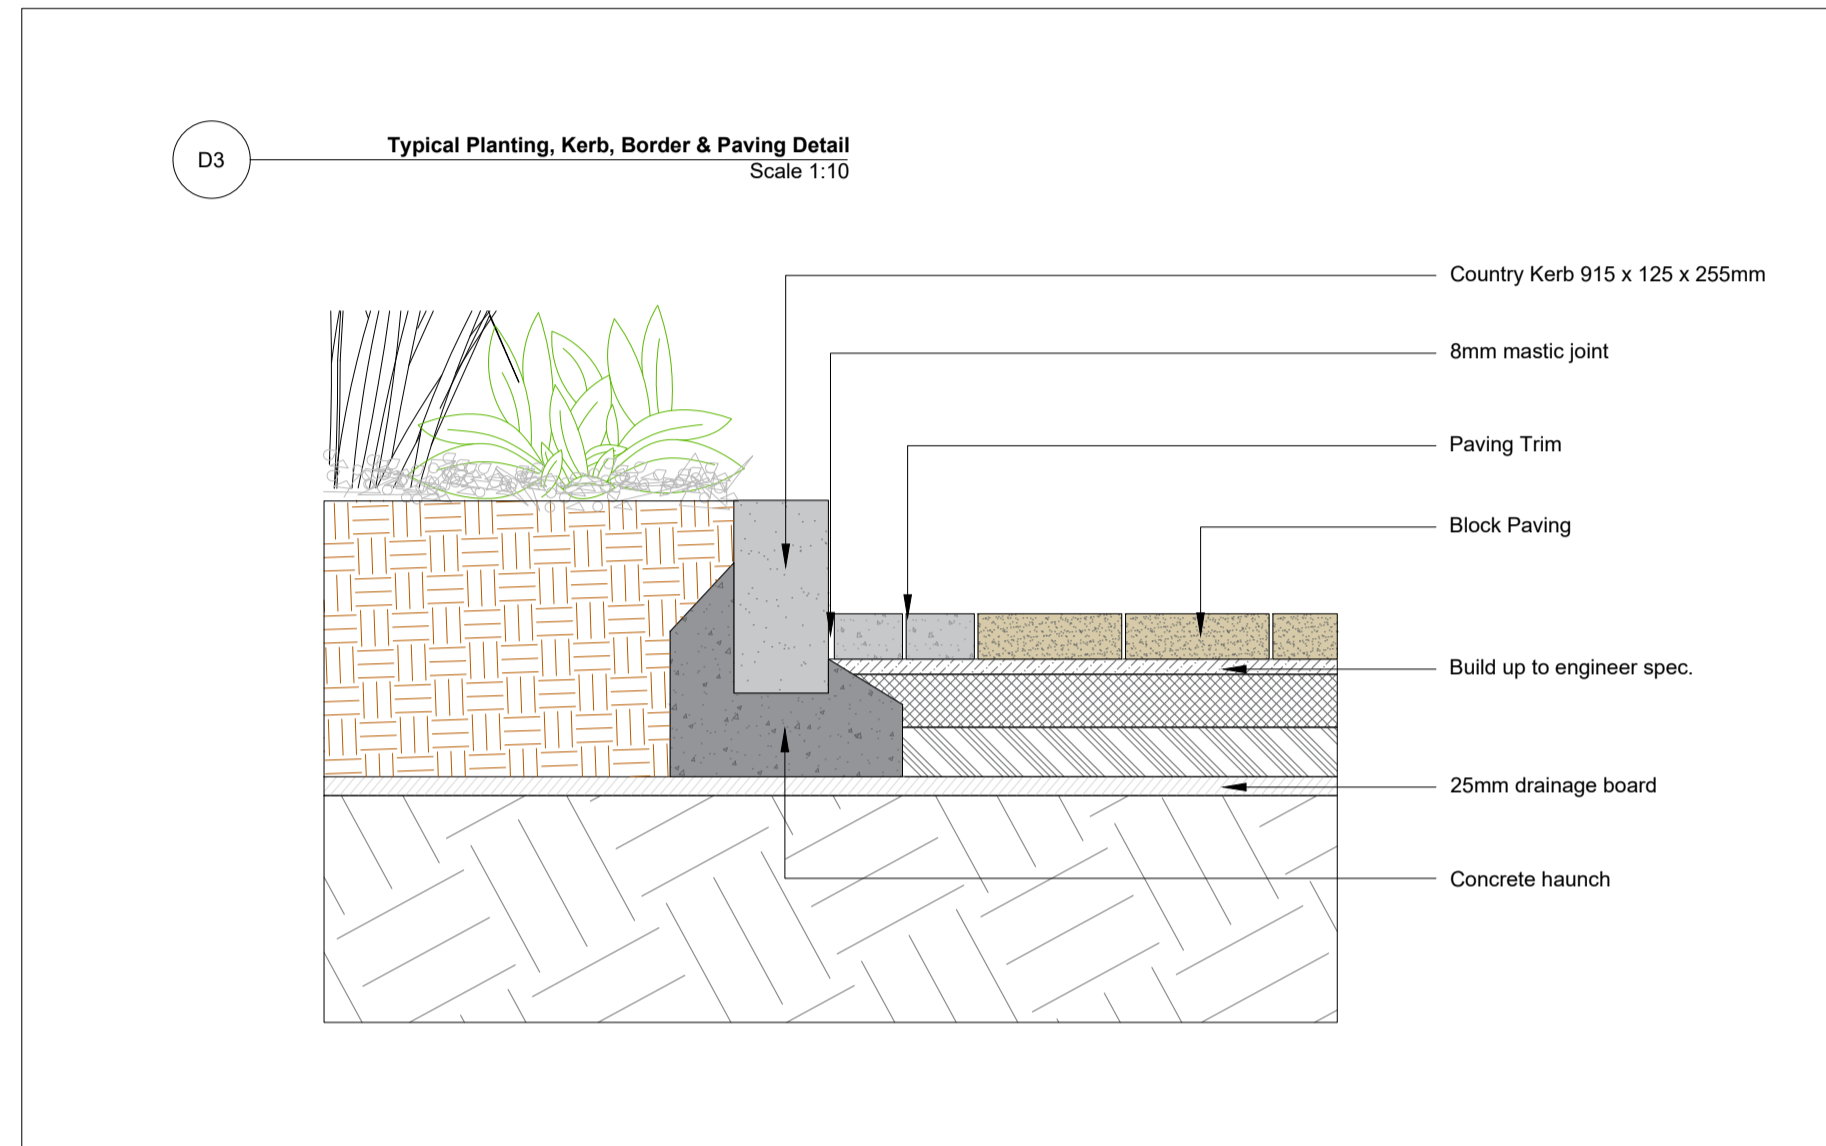 D3
Typical Planting, Kerb, Border & Paving Detail
Scale 1:10
Country Kerb 915 x 125 x 255mm
8mm mastic joint
Paving Trim
Block Paving
Build up to engineer spec.
25mm drainage board
Concrete haunch